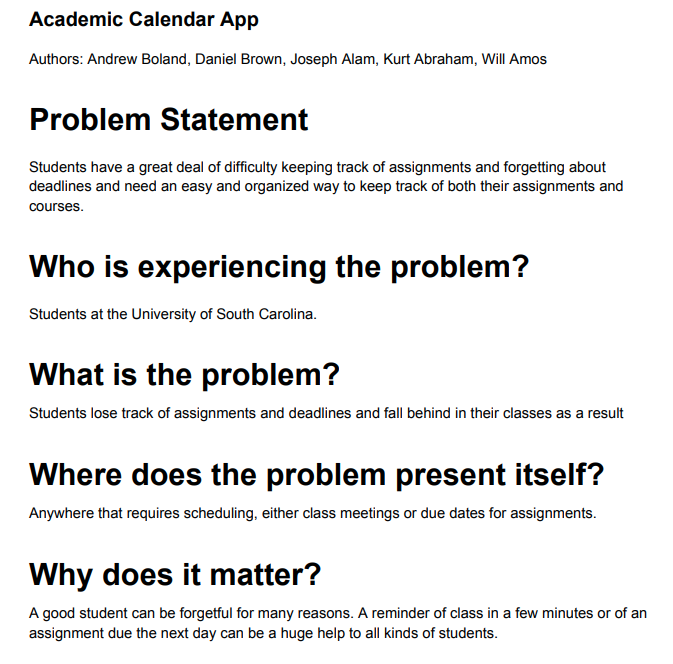 Academic Calendar App
Authors: Andrew Boland, Daniel Brown, Joseph Alam, Kurt Abraham, Will Amos
Problem Statement
Students have a great deal of difficulty keeping track of assignments and forgetting about
deadlines and need an easy and organized way to keep track of both their assignments and
courses.
Who is experiencing the problem?
Students at the University of South Carolina.
What is the problem?
Students lose track of assignments and deadlines and fall behind in their classes as a result
Where does the problem present itself?
Anywhere that requires scheduling, either class meetings or due dates for assignments.
Why does it matter?
A good student can be forgetful for many reasons. A reminder of class in a few minutes or of an
assignment due the next day can be a huge help to all kinds of students.